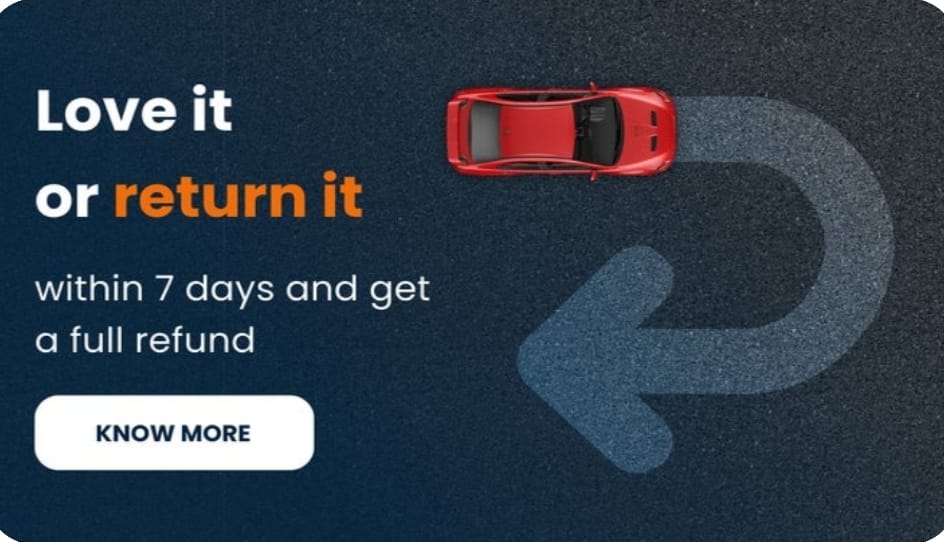 Love it
or return it
within 7 days and get
a full refund
KNOW MORE